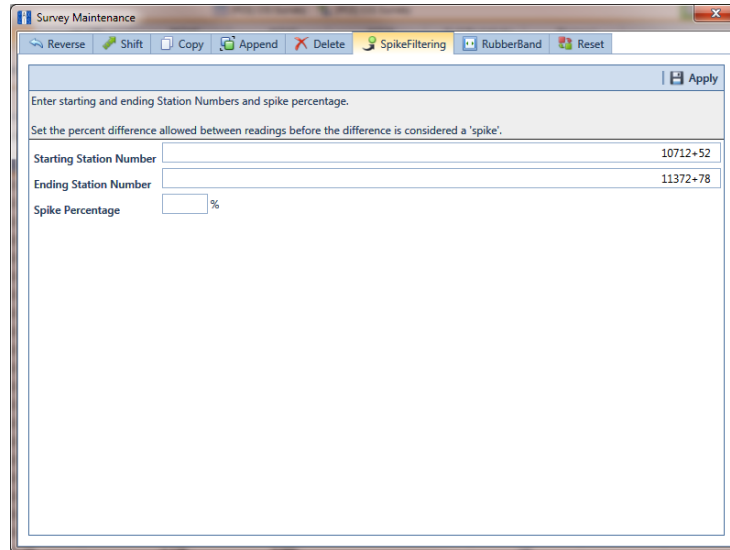 Survey Maintenance
Reverse Shift Copy Append Delete SpikeFiltering RubberBand Reset
Apply
Enter starting and ending Station Numbers and spike percentage.
Set the percent difference allowed between readings before the difference is considered a 'spike'.
Starting Station Number 10712+52
Ending Station Number 11372+78
Spike Percentage %